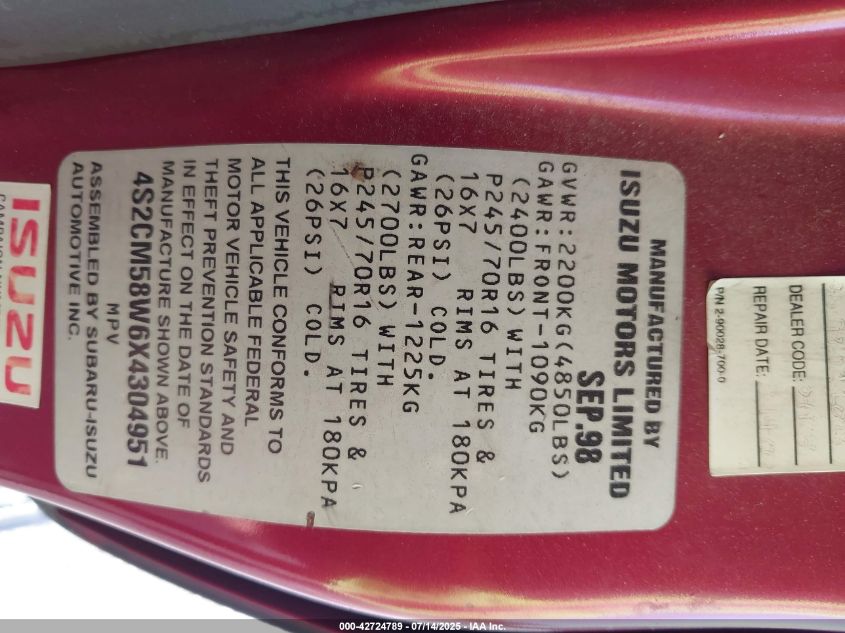 MANUFACTURED BY
ISUZU MOTORS LIMITED
SEP.98
GVWR:2200KG(4850LBS)
GAWR:FRONT-1090KG
(2400LBS) WITH
P245/70R16 TIRES &
16X7 RIMS AT 180KPA
(26PSI) COLD.
GAWR:REAR-1225KG
(2700LBS) WITH
P245/70R16 TIRES &
16X7 RIMS AT 180KPA
(26PSI) COLD.
THIS VEHICLE CONFORMS TO
ALL APPLICABLE FEDERAL
MOTOR VEHICLE SAFETY AND
THEFT PREVENTION STANDARDS
IN EFFECT ON THE DATE OF
MANUFACTURE SHOWN ABOVE.
4S2CM58W6X4304951
MPV
ASSEMBLED BY SUBARU-ISUZU
AUTOMOTIVE INC.
DEALER CODE:
REPAIR DATE:
P/N 2-90028-700-0
ISUZU
000-42724789 - 07/14/2025 - IAA Inc.